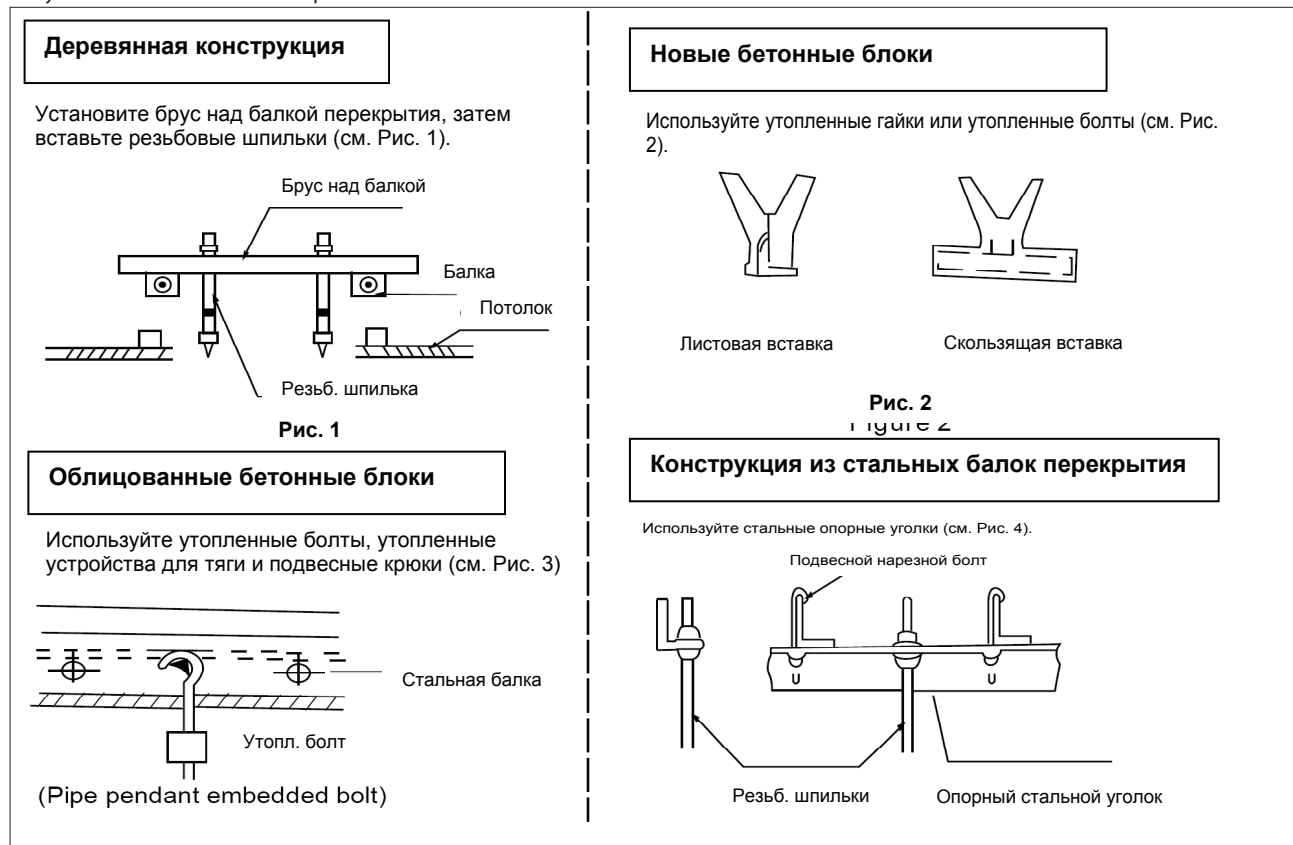 Деревянная конструкция
Установите брус над балкой перекрытия, затем
вставьте резьбовые шпильки (см. Рис. 1).
Брус над балкой
Балка
Потолок
Резьб. шпилька
Рис. 1
Новые бетонные блоки
Используйте утопленные гайки или утопленные болты (см. Рис.
2).
Листовая вставка
Скользящая вставка
Рис. 2
Figure 2
Облицованные бетонные блоки
Используйте утопленные болты, утопленные
устройства для тяги и подвесные крюки (см. Рис. 3)
Стальная балка
Утопл. болт
(Pipe pendant embedded bolt)
Конструкция из стальных балок перекрытия
Используйте стальные опорные уголки (см. Рис. 4).
Подвесной нарезной болт
Резьб. шпильки
Опорный стальной уголок